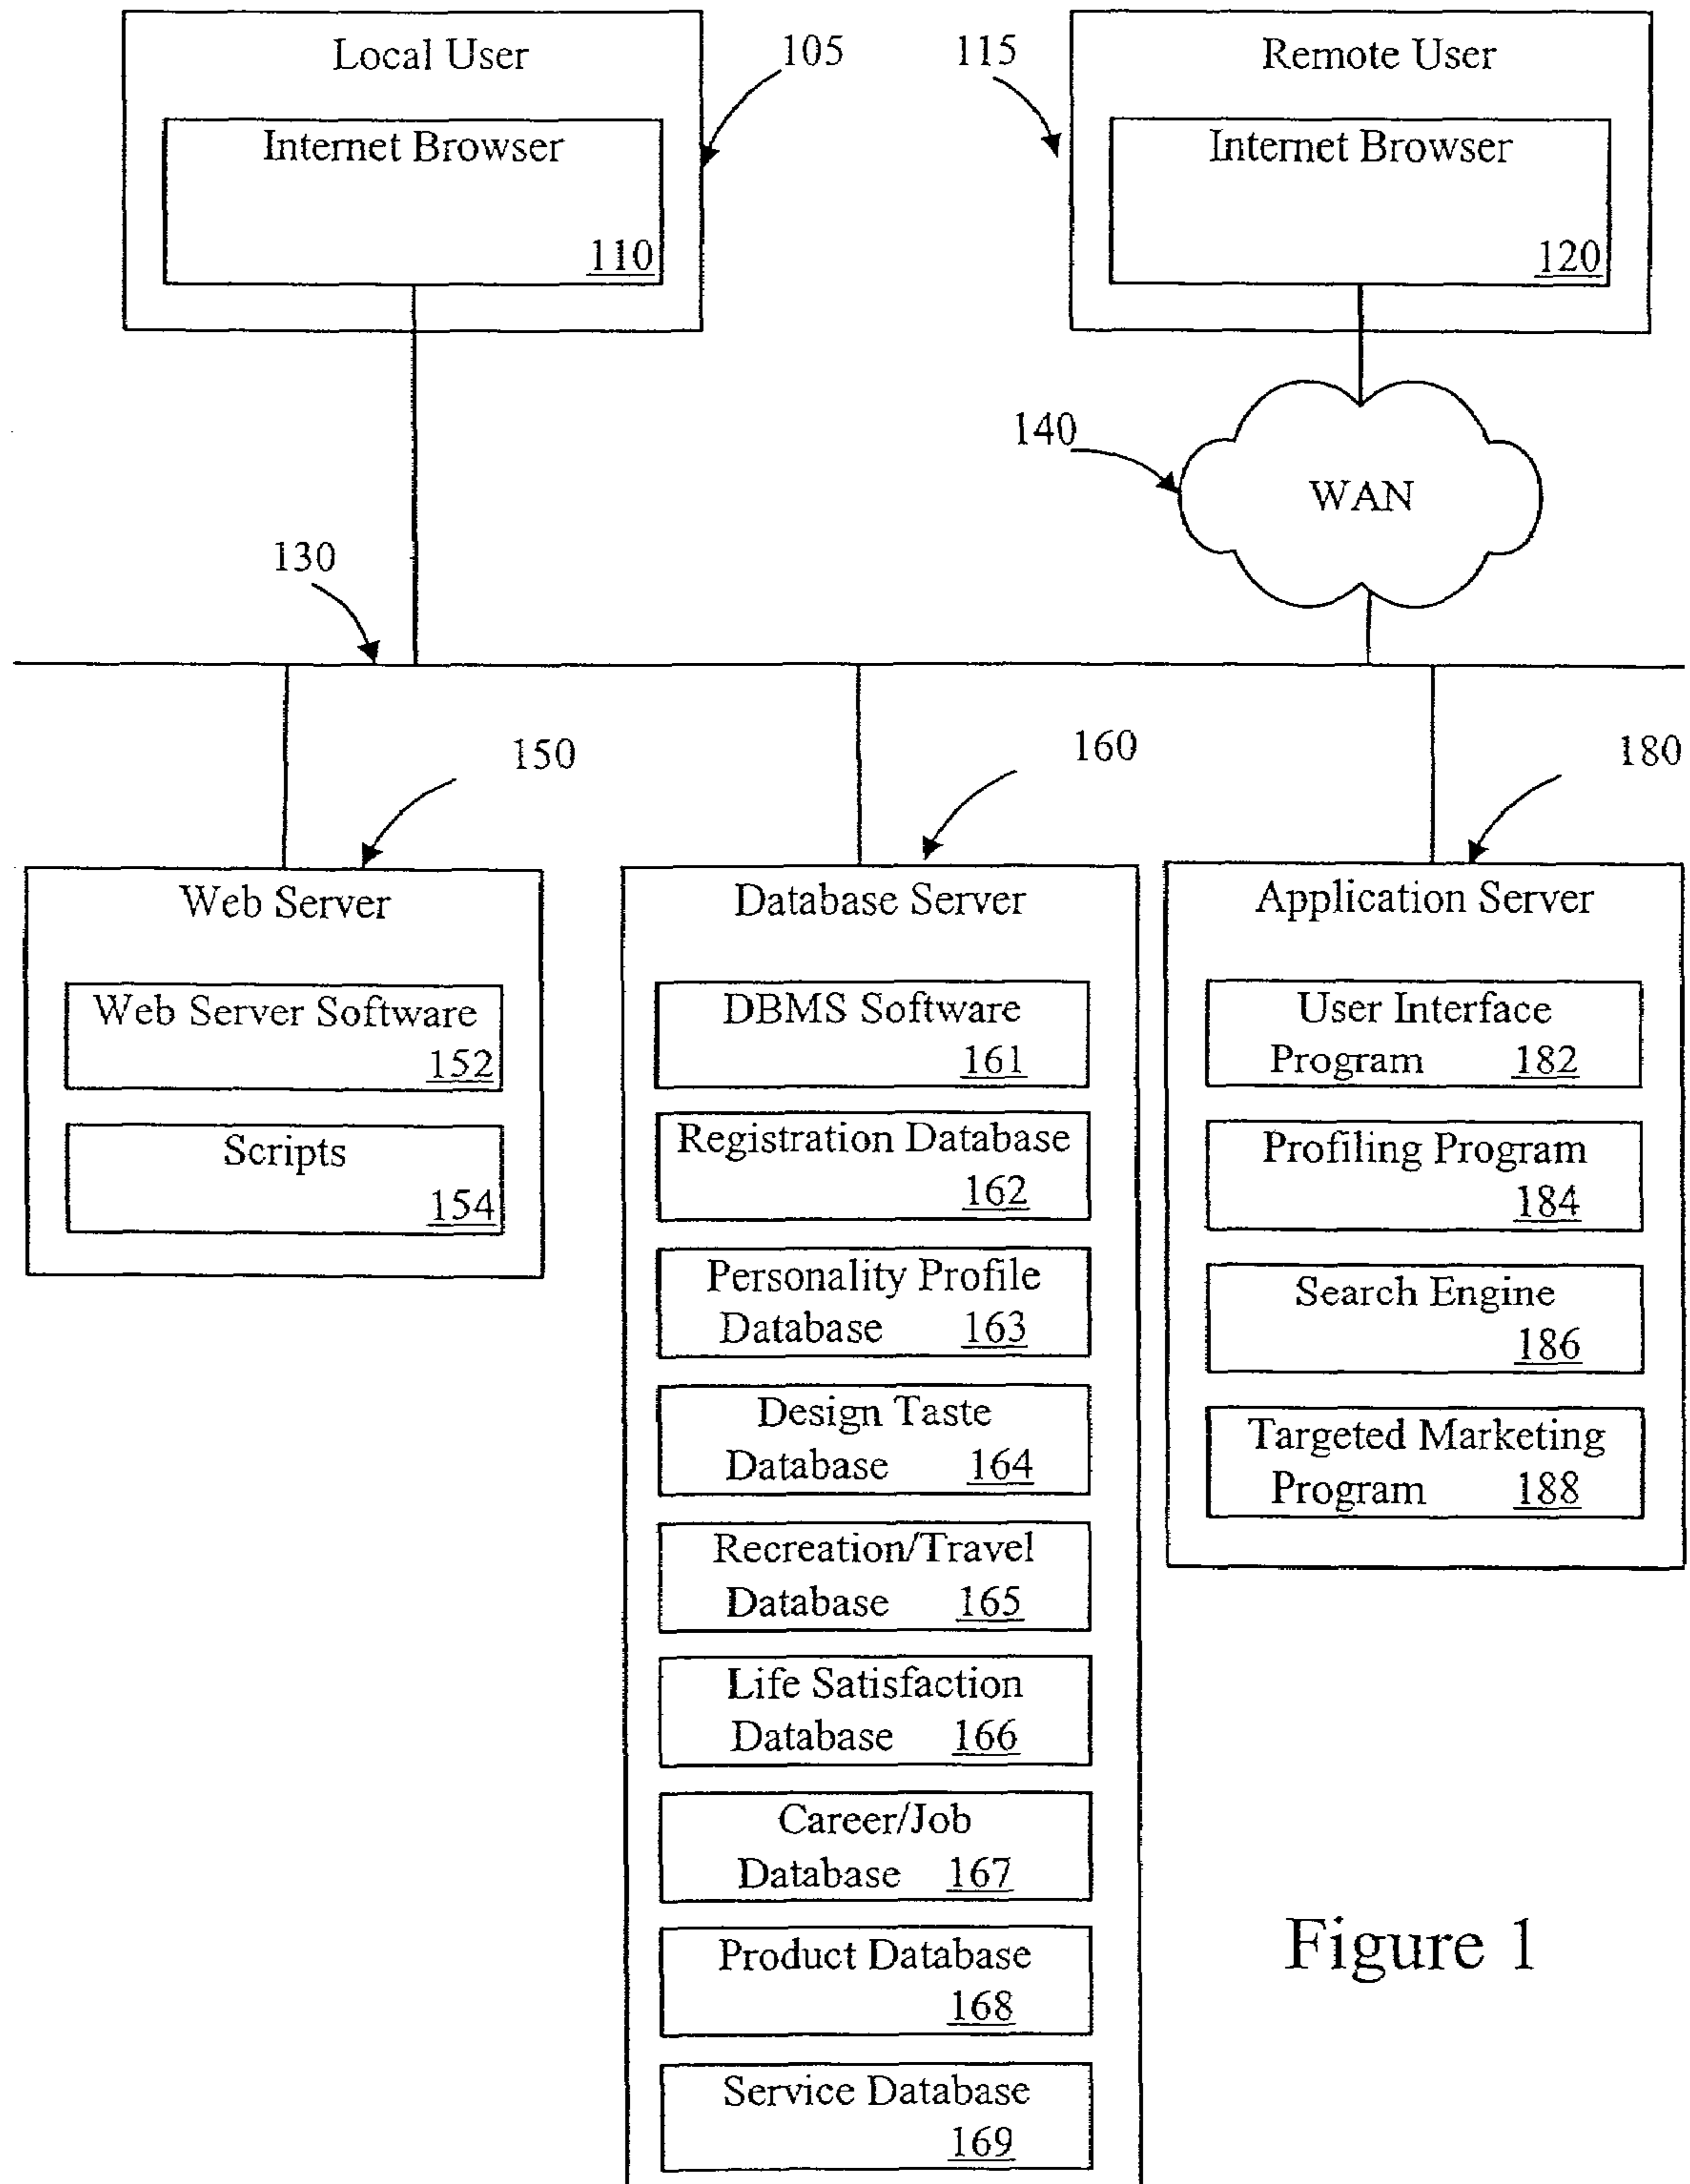 Local User
105
115
Remote User
Internet Browser
110
Internet Browser
120
140
WAN
130
150
160
180
Web Server
Web Server Software
152
Scripts
154
Database Server
DBMS Software
161
Registration Database
162
Personality Profile
Database 163
Design Taste
Database 164
Recreation/Travel
Database 165
Life Satisfaction
Database 166
Career/Job
Database 167
Product Database
168
Service Database
169
Application Server
User Interface
Program 182
Profiling Program
184
Search Engine
186
Targeted Marketing
Program 188
Figure 1